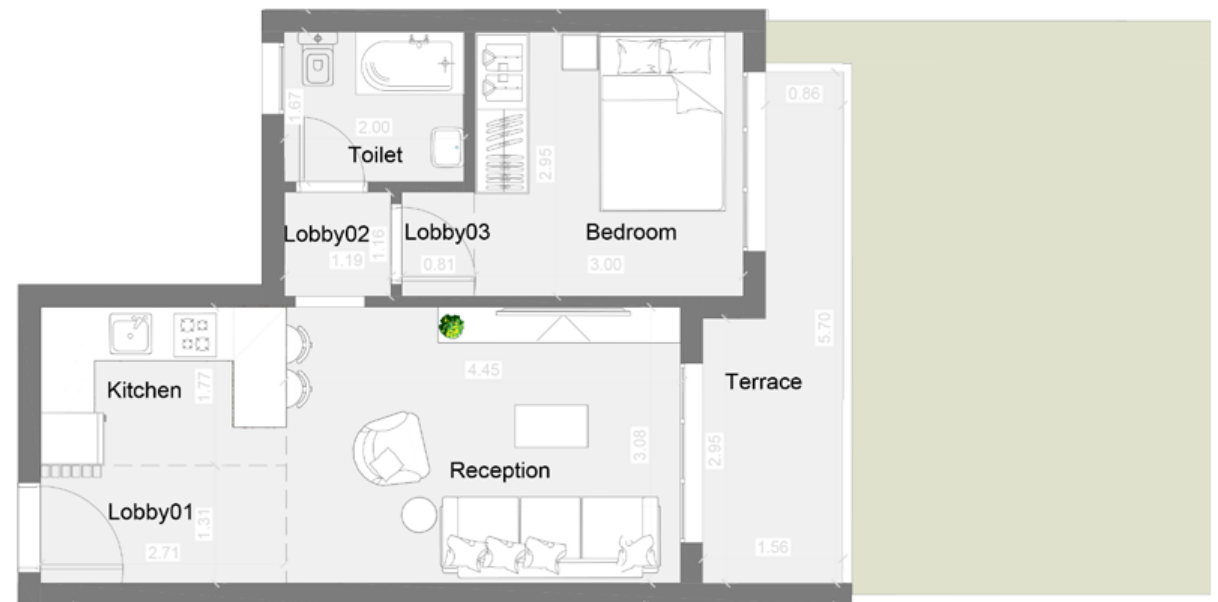 0.86
1.67
2.00
Toilet
2.95
Lobby02
1.16
1.19
Lobby03
0.81
Bedroom
3.00
5.70
Kitchen
1.77
4.45
Terrace
3.08
2.95
Reception
Lobby01
1.31
2.71
1.56